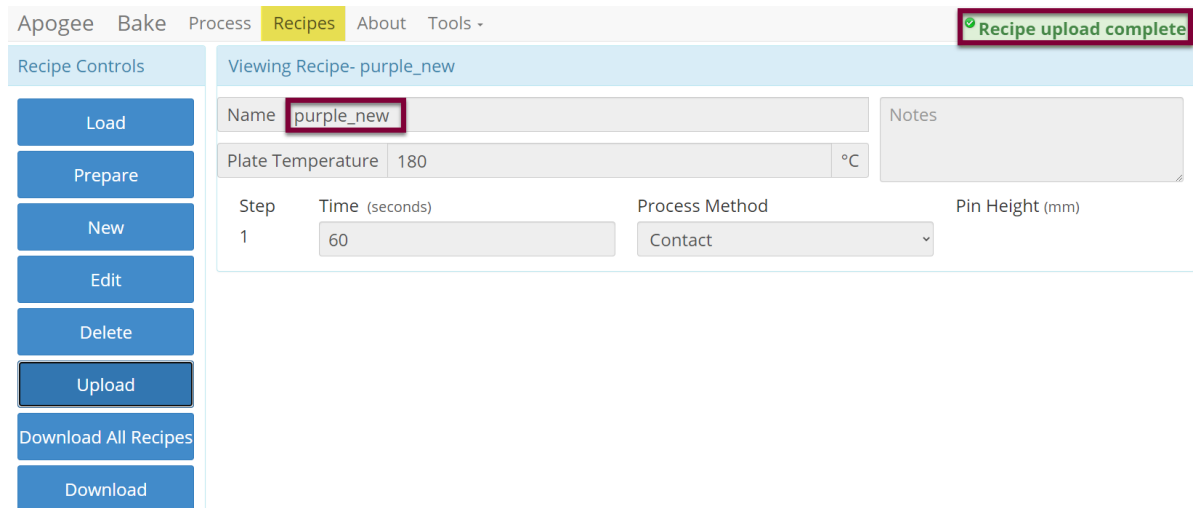 Apogee Bake Process Recipes About Tools
Recipe upload complete
Recipe Controls
Load
Prepare
New
Edit
Delete
Upload
Download All Recipes
Download
Viewing Recipe- purple_new
Name purple_new
Notes
Plate Temperature 180 °C
Step Time (seconds) Process Method Pin Height (mm)
1 60 Contact